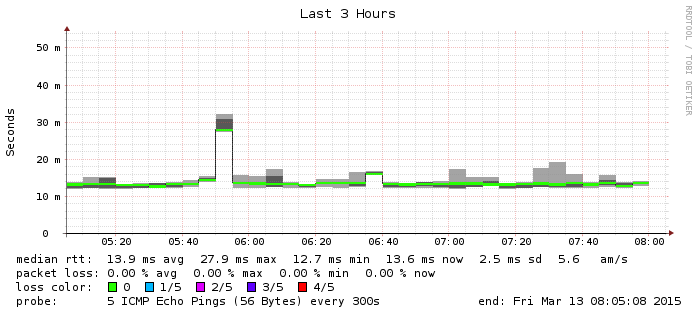 Last 3 Hours
RRDTOOL / TOBI OETIKER
Seconds
50 m
40 m
30 m
20 m
10 m
0
05:20 05:40 06:00 06:20 06:40 07:00 07:20 07:40 08:00
median rtt: 13.9 ms avg 27.9 ms max 12.7 ms min 13.6 ms now 2.5 ms sd 5.6 am/s
packet loss: 0.00 % avg 0.00 % max 0.00 % min 0.00 % now
loss color: 0 1/5 2/5 3/5 4/5
probe: 5 ICMP Echo Pings (56 Bytes) every 300s end: Fri Mar 13 08:05:08 2015